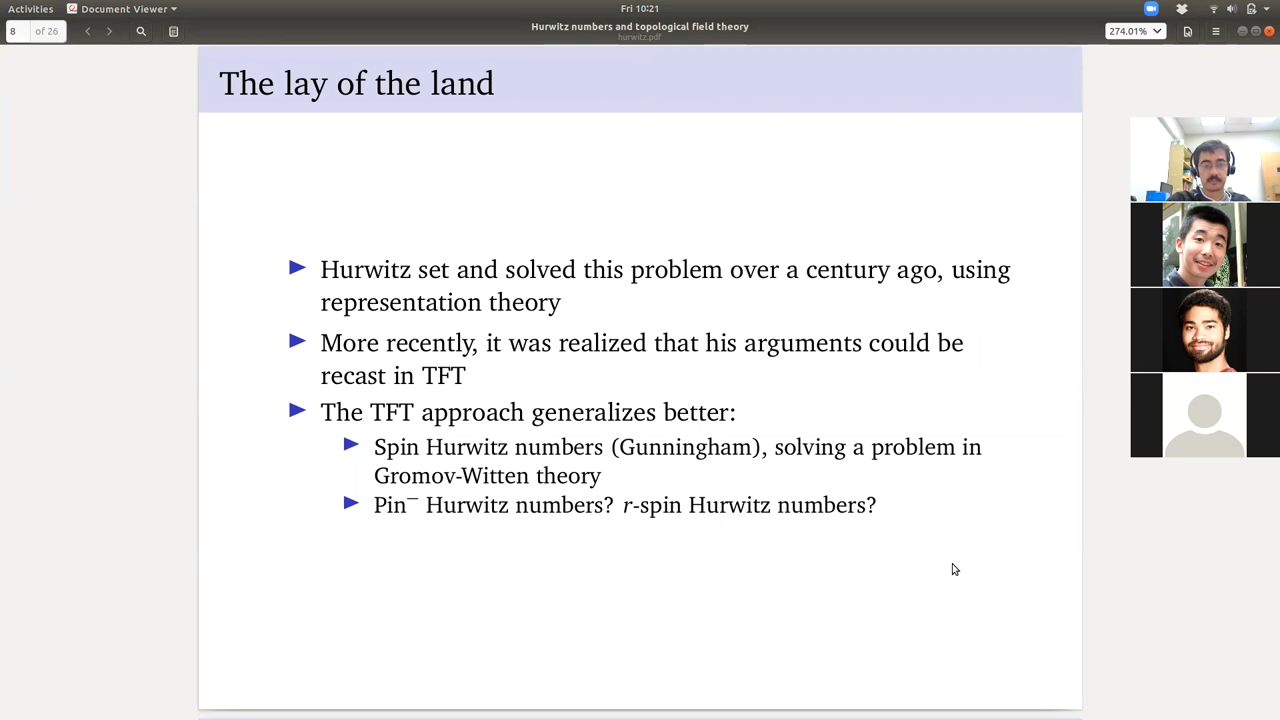 Activities
Document Viewer
Fri 10:21
8 of 26
Hurwitz numbers and topological field theory
hurwitz.pdf
274.01%
The lay of the land
Hurwitz set and solved this problem over a century ago, using
representation theory
More recently, it was realized that his arguments could be
recast in TFT
The TFT approach generalizes better:
Spin Hurwitz numbers (Gunningham), solving a problem in
Gromov-Witten theory
Pin⁻ Hurwitz numbers? r-spin Hurwitz numbers?